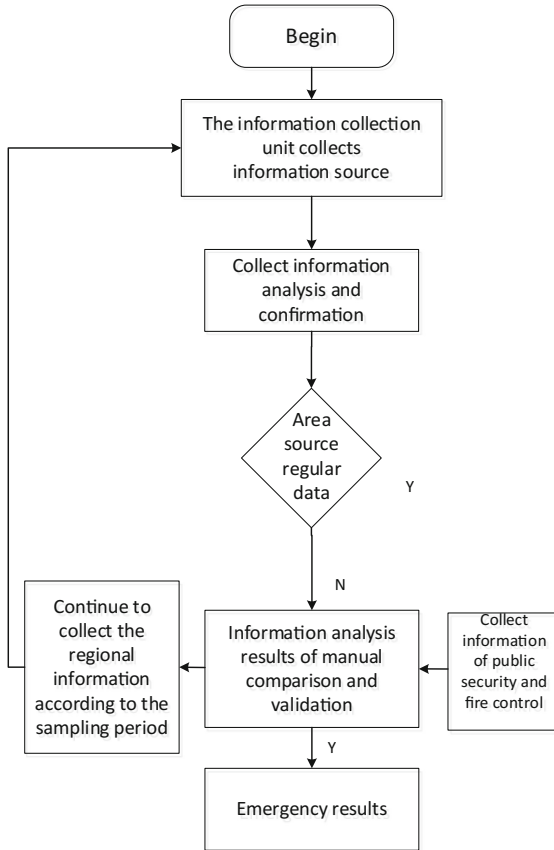 Begin
The information collection
unit collects
information source
Collect information
analysis and
confirmation
Area
source
regular
data
Y
N
Continue to
collect the
regional
information
according to the
sampling period
Information analysis
results of manual
comparison and
validation
Collect
information
of public
security and
fire control
Y
Emergency results